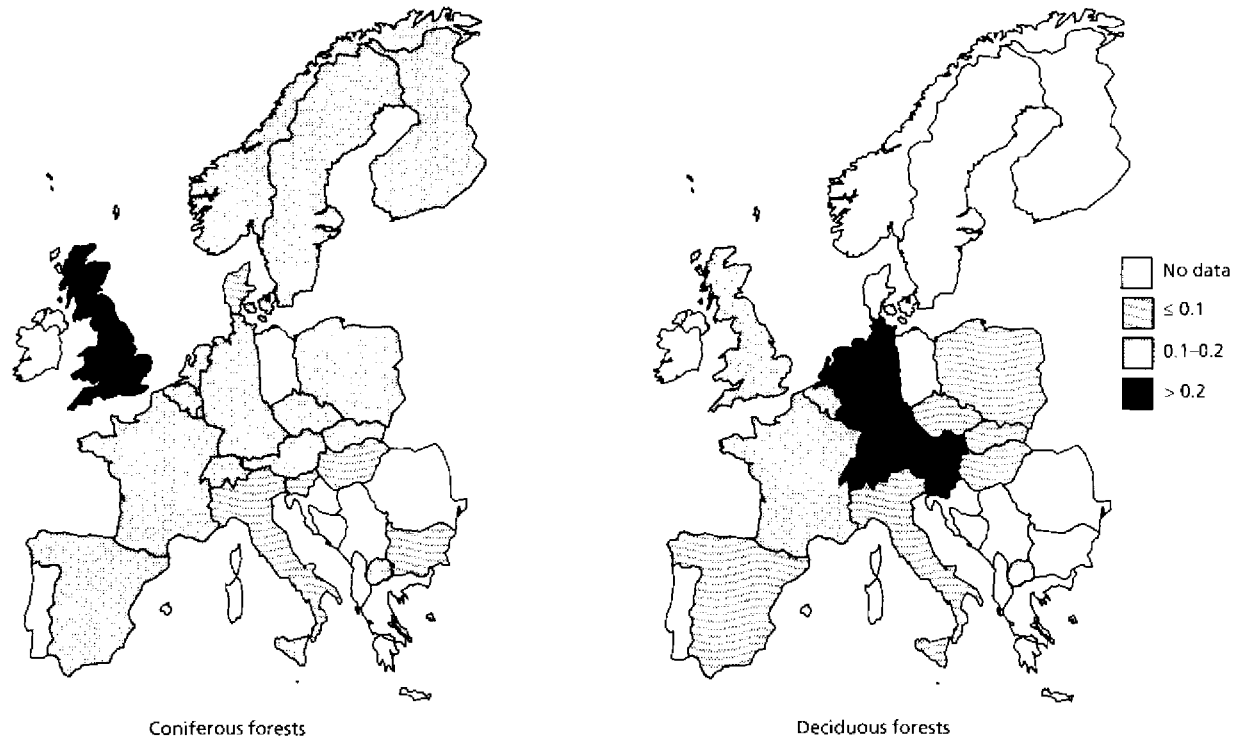 No data
≤ 0.1
0.1–0.2
> 0.2
Coniferous forests
Deciduous forests